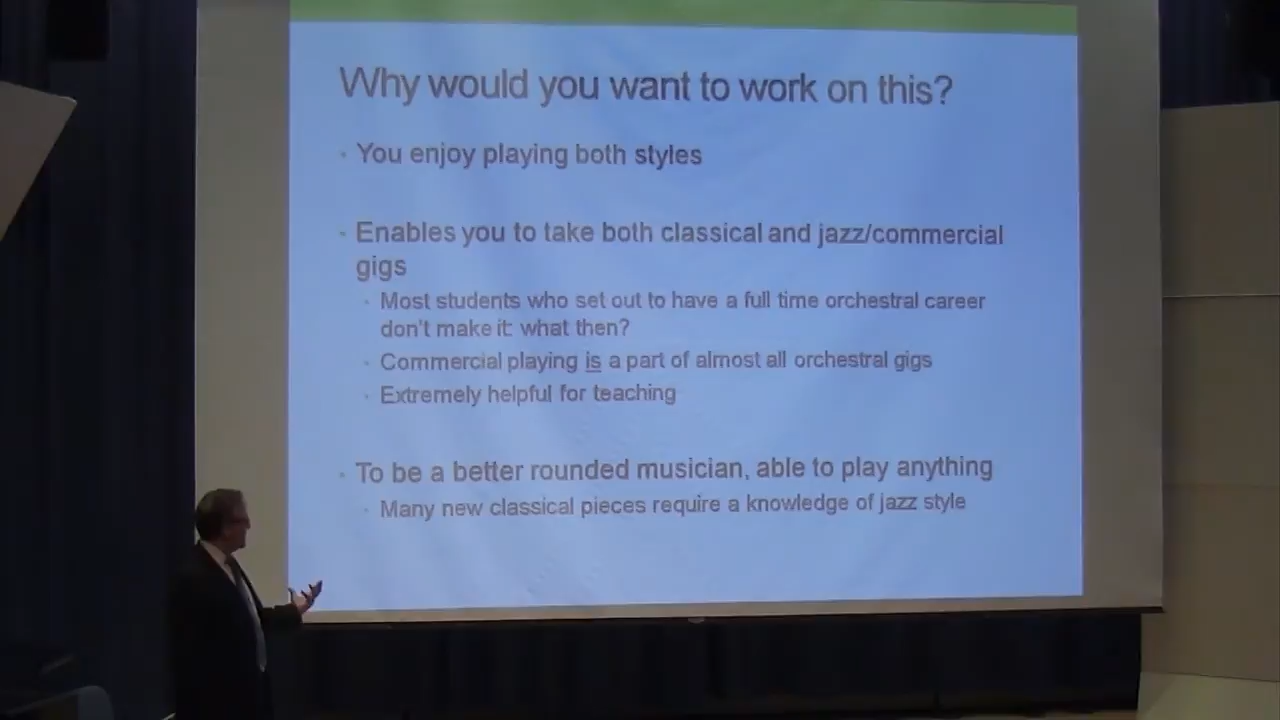 Why would you want to work on this?
· You enjoy playing both styles
· Enables you to take both classical and jazz/commercial
gigs
· Most students who set out to have a full time orchestral career
don't make it: what then?
· Commercial playing is a part of almost all orchestral gigs
· Extremely helpful for teaching
· To be a better rounded musician, able to play anything
· Many new classical pieces require a knowledge of jazz style